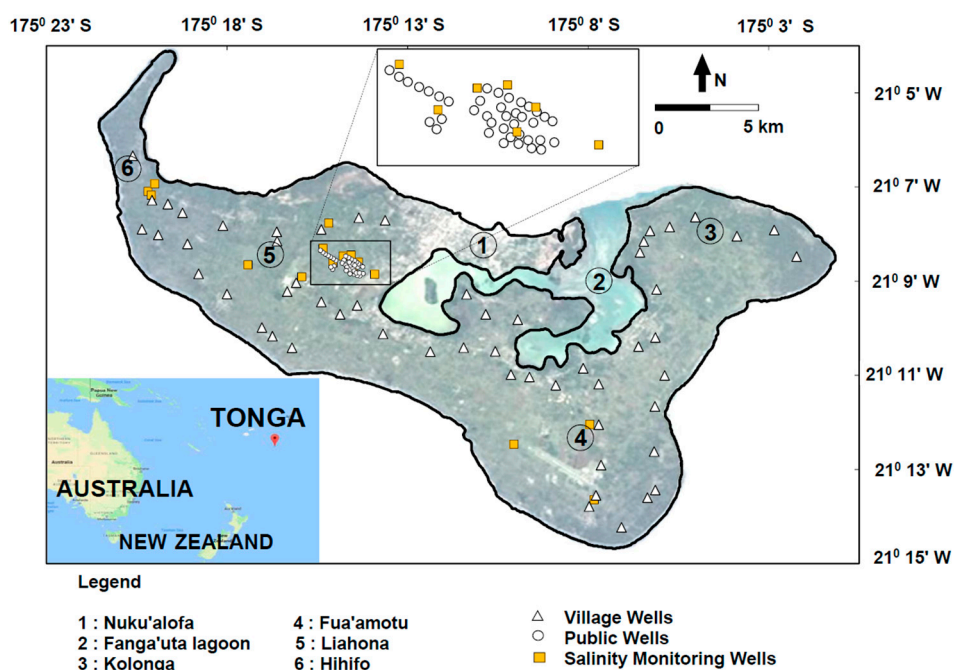 175⁰ 23' S 175⁰ 18' S 175⁰ 13' S 175⁰ 8' S 175⁰ 3' S
N
21⁰ 5' W
0 5 km
21⁰ 7' W
6
3
1
5
2
21⁰ 9' W
21⁰ 11' W
TONGA
4
21⁰ 13' W
AUSTRALIA
NEW ZEALAND
21⁰ 15' W
Legend
1 : Nuku'alofa 4 : Fua'amotu Village Wells
2 : Fanga'uta lagoon 5 : Liahona Public Wells
3 : Kolonga 6 : Hihifo Salinity Monitoring Wells